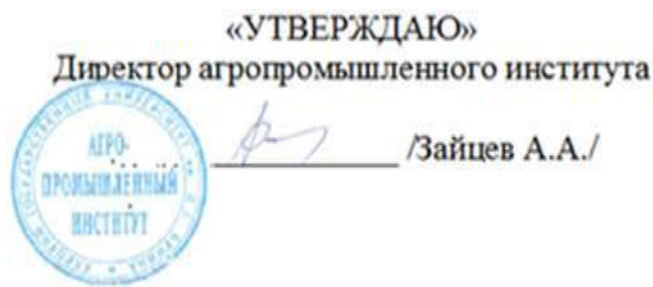 «УТВЕРЖДАЮ»
Директор агропромышленного института
/Зайцев А.А./
АГРО-
ПРОМЫШЛЕННЫЙ
ИНСТИТУТ